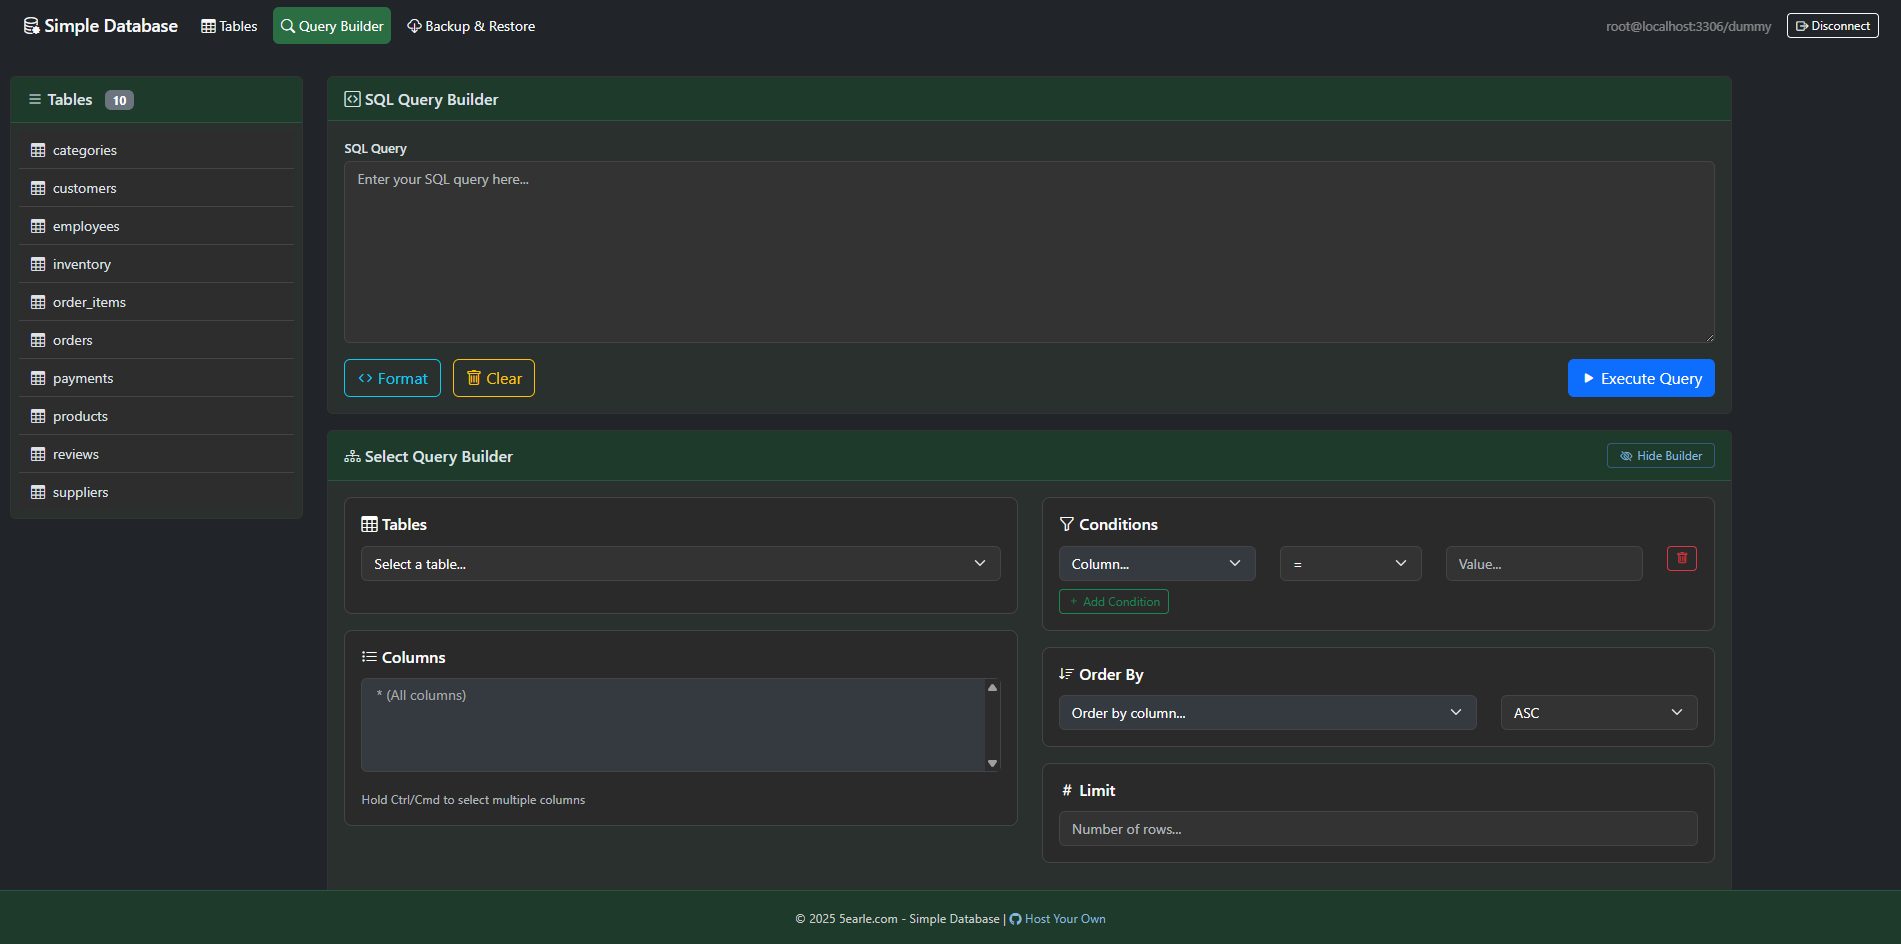 Simple Database
Tables
Query Builder
Backup & Restore
root@localhost:3306/dummy
Disconnect
Tables 10
categories
customers
employees
inventory
order_items
orders
payments
products
reviews
suppliers
SQL Query Builder
SQL Query
Enter your SQL query here...
Format
Clear
Execute Query
Select Query Builder
Hide Builder
Tables
Select a table...
Columns
* (All columns)
Hold Ctrl/Cmd to select multiple columns
Conditions
Column...
=
Value...
+ Add Condition
Order By
Order by column...
ASC
# Limit
Number of rows...
© 2025 5earle.com - Simple Database | Host Your Own